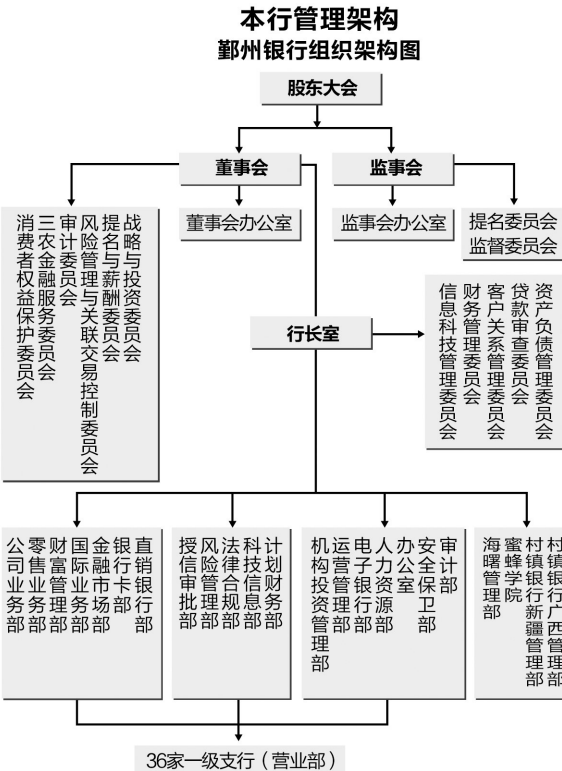 本行管理架构
鄞州银行组织架构图
股东大会
董事会
监事会
董事会办公室
监事会办公室
提名委员会
监督委员会
战略与投资委员会
提名与薪酬委员会
风险管理与关联交易控制委员会
审计委员会
三农金融服务委员会
消费者权益保护委员会
行长室
资产负债管理委员会
贷款审查委员会
客户关系管理委员会
财务管理委员会
信息科技管理委员会
直销银行部
银行卡部
金融市场部
国际业务部
财富管理部
零售业务部
公司业务部
计划财务部
科技信息部
法律合规部
风险管理部
授信审批部
审计部
安全保卫部
办公室
人力资源部
电子银行部
运营管理部
机构投资管理部
村镇银行广西管理部
村镇银行新疆管理部
蜜蜂学院
海曙管理部
36家一级支行（营业部）